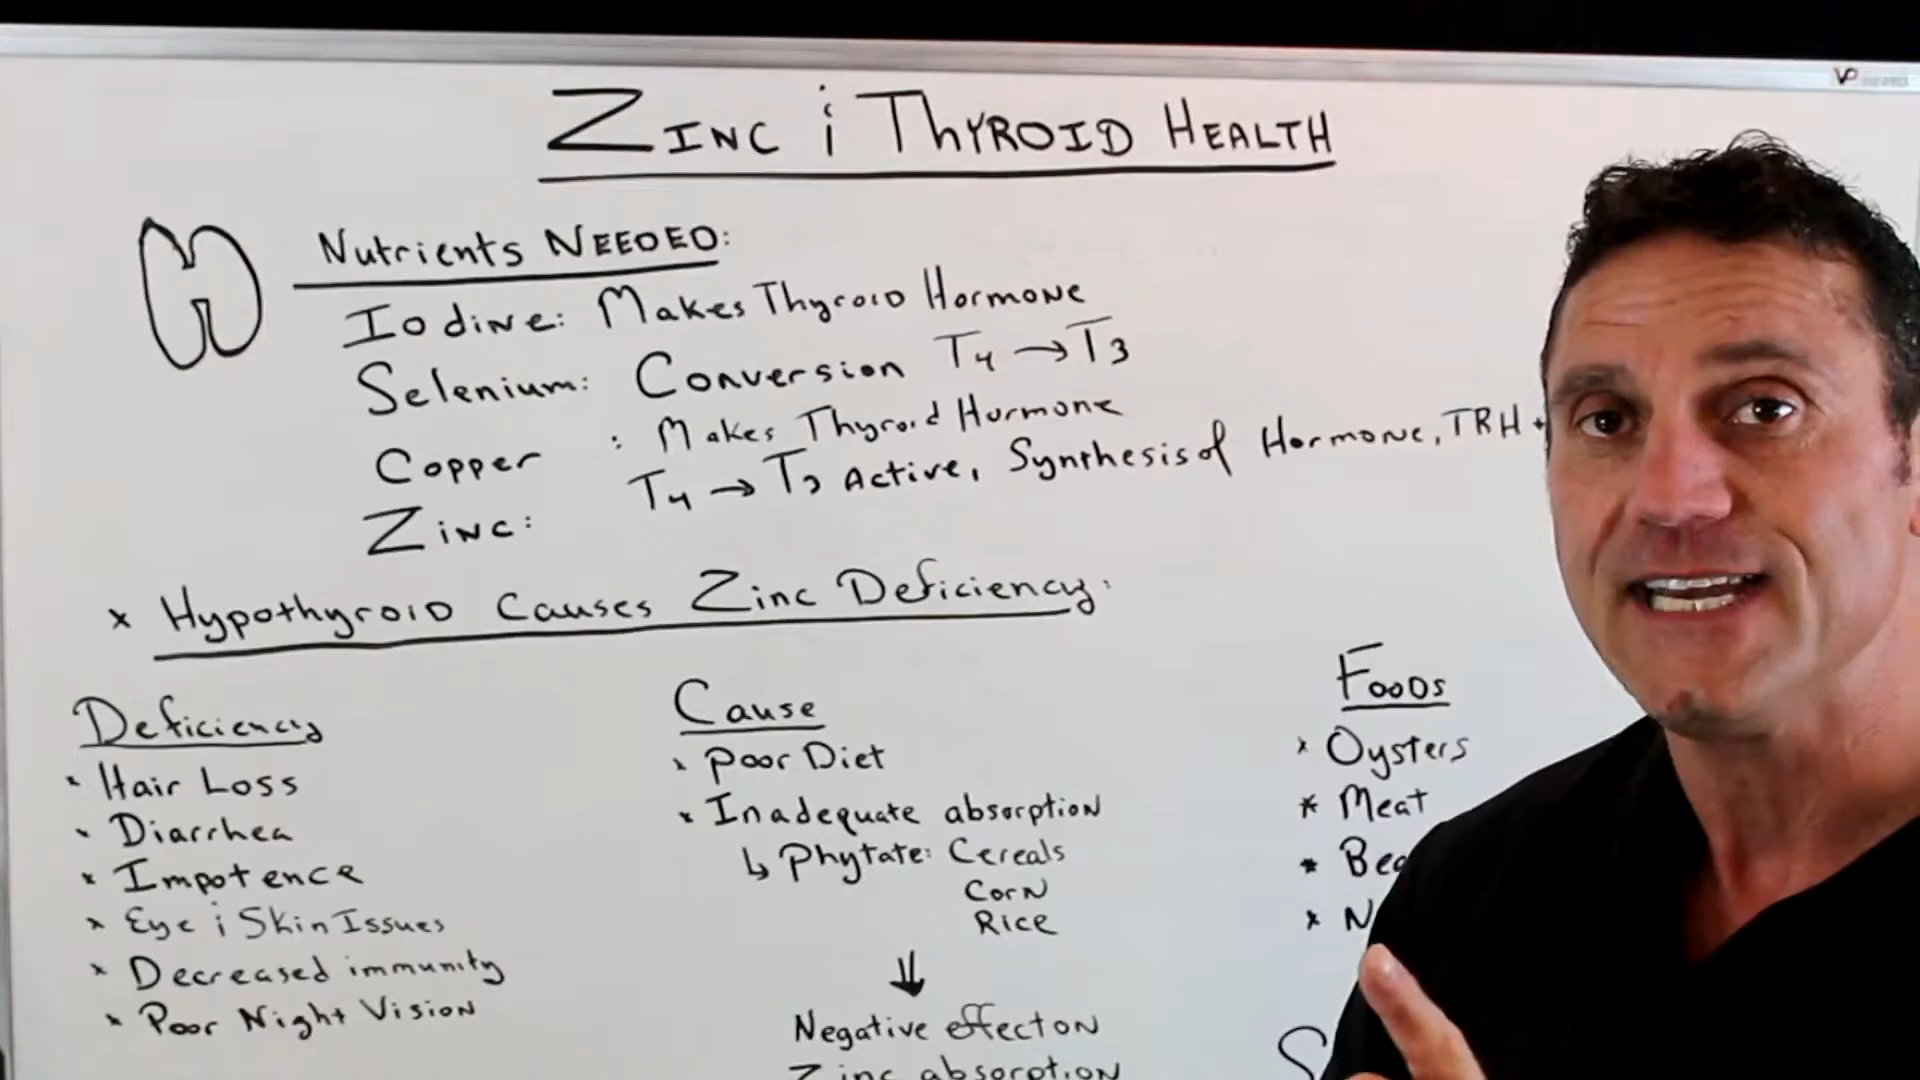 VP
ZINC i THYROID HEALTH
Nutrients NEEDED:
Iodine: Makes Thyroid Hormone
Selenium: Conversion T4 → T3
Copper : Makes Thyroid Hormone
Zinc: T4 → T3 Active, Synthesis of Hormone, TRH +
* Hypothyroid Causes Zinc Deficiency:
Deficiency
* Hair Loss
* Diarrhea
* Impotence
* Eye i Skin Issues
* Decreased immunity
* Poor Night Vision
Cause
* Poor Diet
* Inadequate absorption
↳ Phytate: Cereals
Corn
Rice
⇓
Negative effect on
Zinc absorption
Foods
* Oysters
* Meat